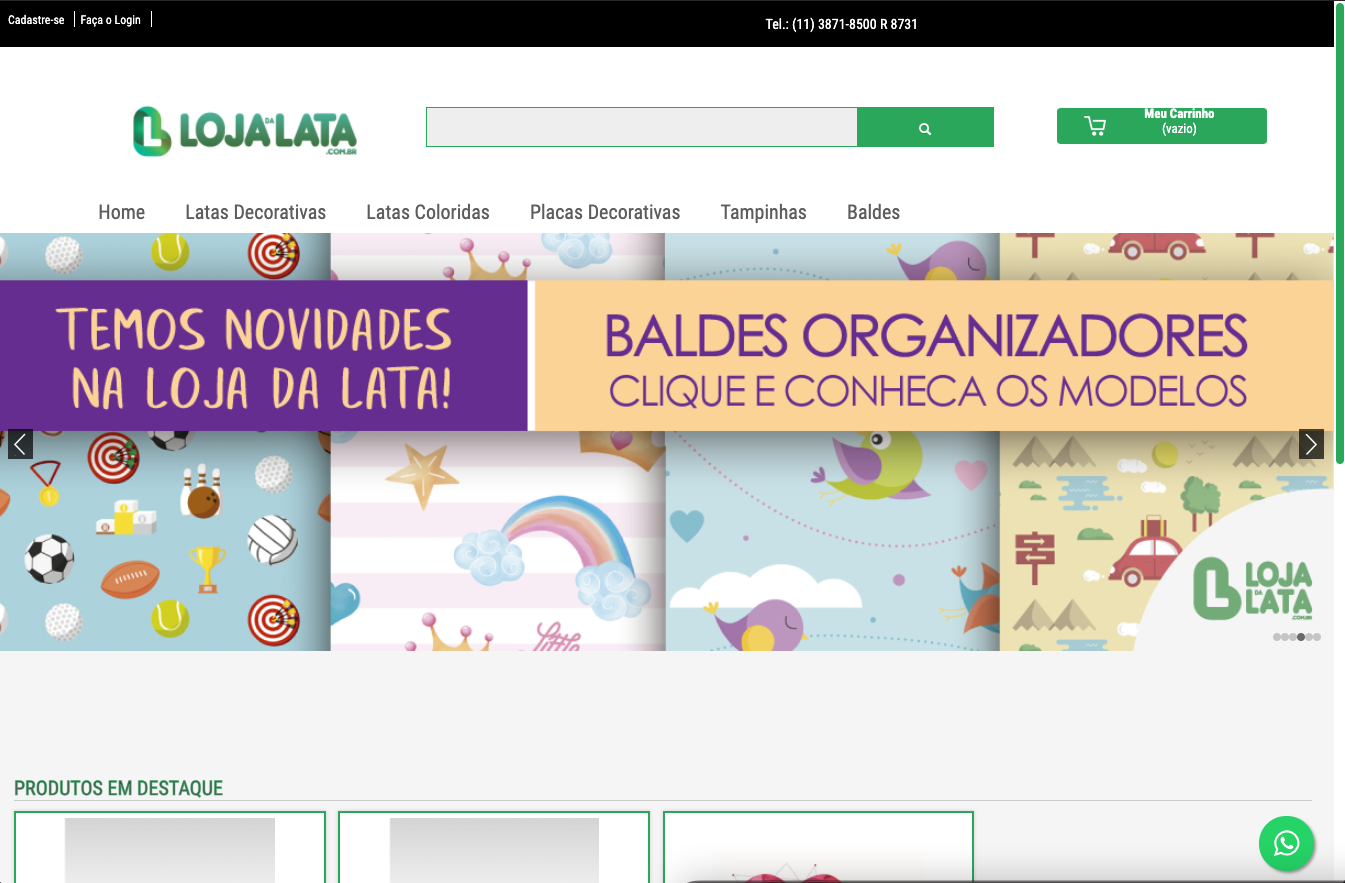 Cadastre-se
Faça o Login
Tel.: (11) 3871-8500 R 8731
LOJA DA LATA
.COM.BR
Meu Carrinho
(vazio)
Home
Latas Decorativas
Latas Coloridas
Placas Decorativas
Tampinhas
Baldes
TEMOS NOVIDADES
NA LOJA DA LATA!
BALDES ORGANIZADORES
CLIQUE E CONHECA OS MODELOS
Little
LOJA
DA
LATA
.COM.BR
PRODUTOS EM DESTAQUE